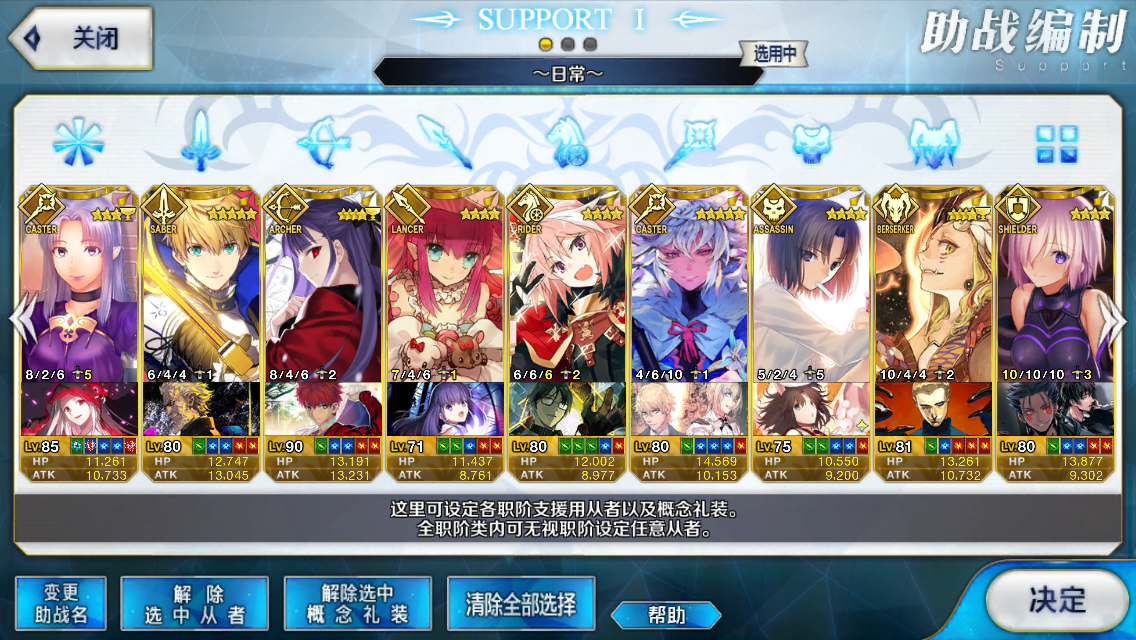 关闭
SUPPORT I
选用中
～日常～
助战编制
Support
CASTER
SABER
ARCHER
LANCER
RIDER
CASTER
ASSASSIN
BERSERKER
SHIELDER
8/2/6 5
6/4/4 1
8/4/6 2
7/4/6 1
6/6/6 2
4/6/10 1
5/2/4 5
10/4/4 2
10/10/10 3
Lv.85
Lv.80
Lv.90
Lv.71
Lv.80
Lv.80
Lv.75
Lv.81
Lv.80
HP 11,261
HP 12,747
HP 13,191
HP 11,437
HP 12,002
HP 14,569
HP 10,550
HP 13,261
HP 13,877
ATK 10,733
ATK 13,045
ATK 13,231
ATK 8,761
ATK 8,977
ATK 10,153
ATK 9,200
ATK 10,732
ATK 9,302
这里可设定各职阶支援用从者以及概念礼装。
全职阶类内可无视职阶设定任意从者。
变更
助战名
解除
选中从者
解除选中
概念礼装
清除全部选择
帮助
决定